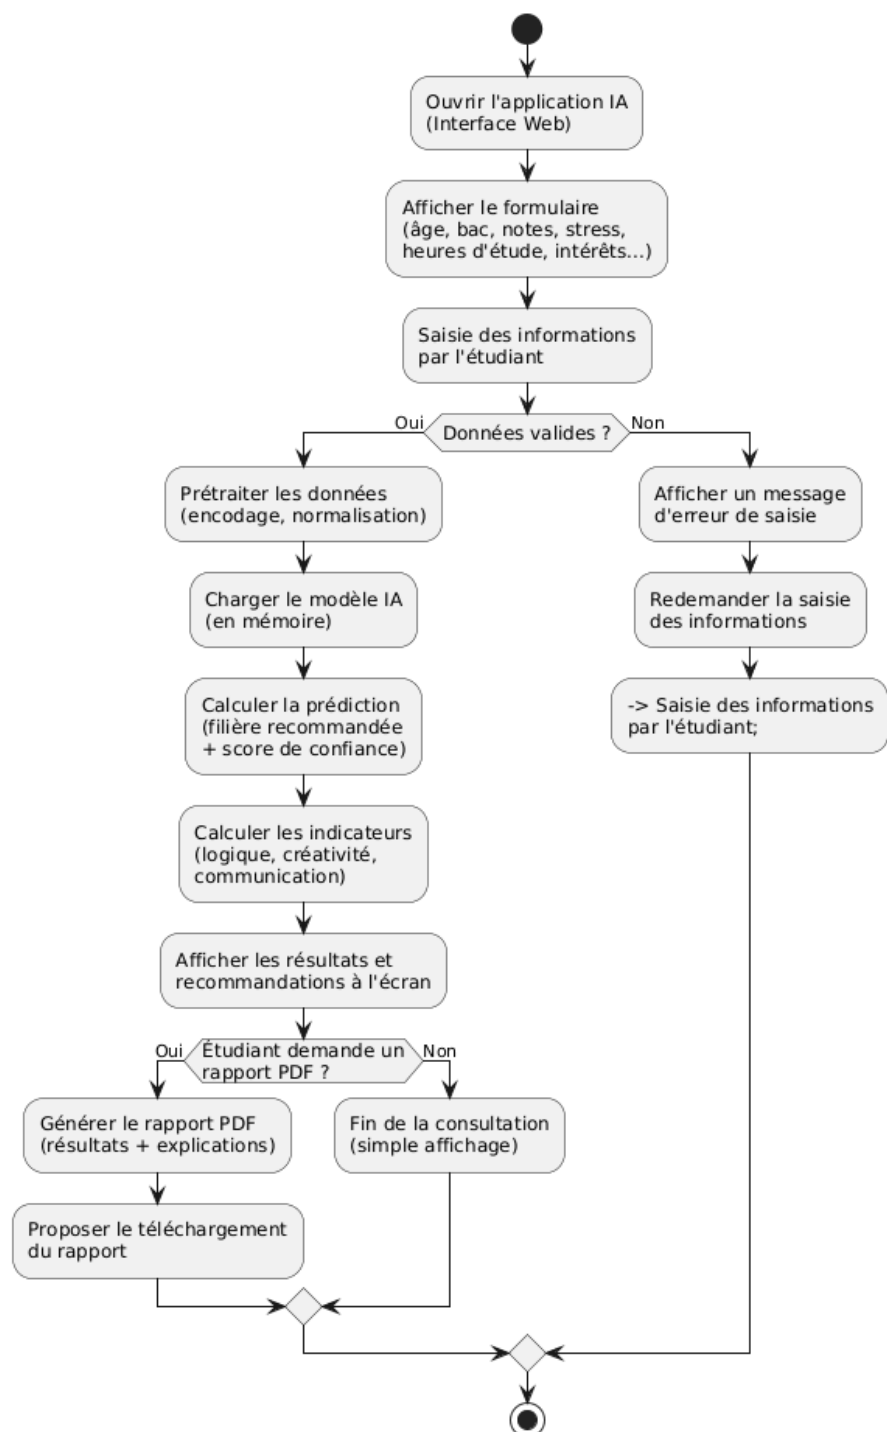 Ouvrir l'application IA
(Interface Web)
Afficher le formulaire
(âge, bac, notes, stress,
heures d'étude, intérêts...)
Saisie des informations
par l'étudiant
Oui
Données valides ?
Non
Prétraiter les données
(encodage, normalisation)
Charger le modèle IA
(en mémoire)
Calculer la prédiction
(filière recommandée
+ score de confiance)
Calculer les indicateurs
(logique, créativité,
communication)
Afficher les résultats et
recommandations à l'écran
Oui
Étudiant demande un
rapport PDF ?
Non
Générer le rapport PDF
(résultats + explications)
Proposer le téléchargement
du rapport
Fin de la consultation
(simple affichage)
Afficher un message
d'erreur de saisie
Redemander la saisie
des informations
-> Saisie des informations
par l'étudiant;